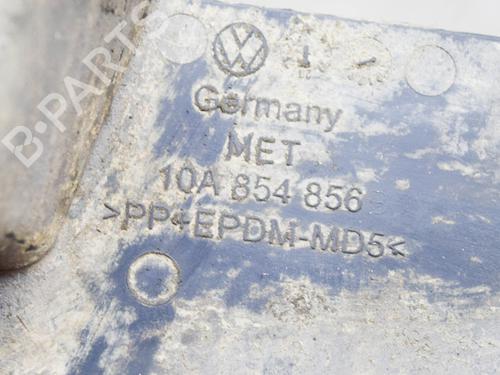 B-PARTS
Germany
MET
10A 854 856
>PP+EPDM-MD5<